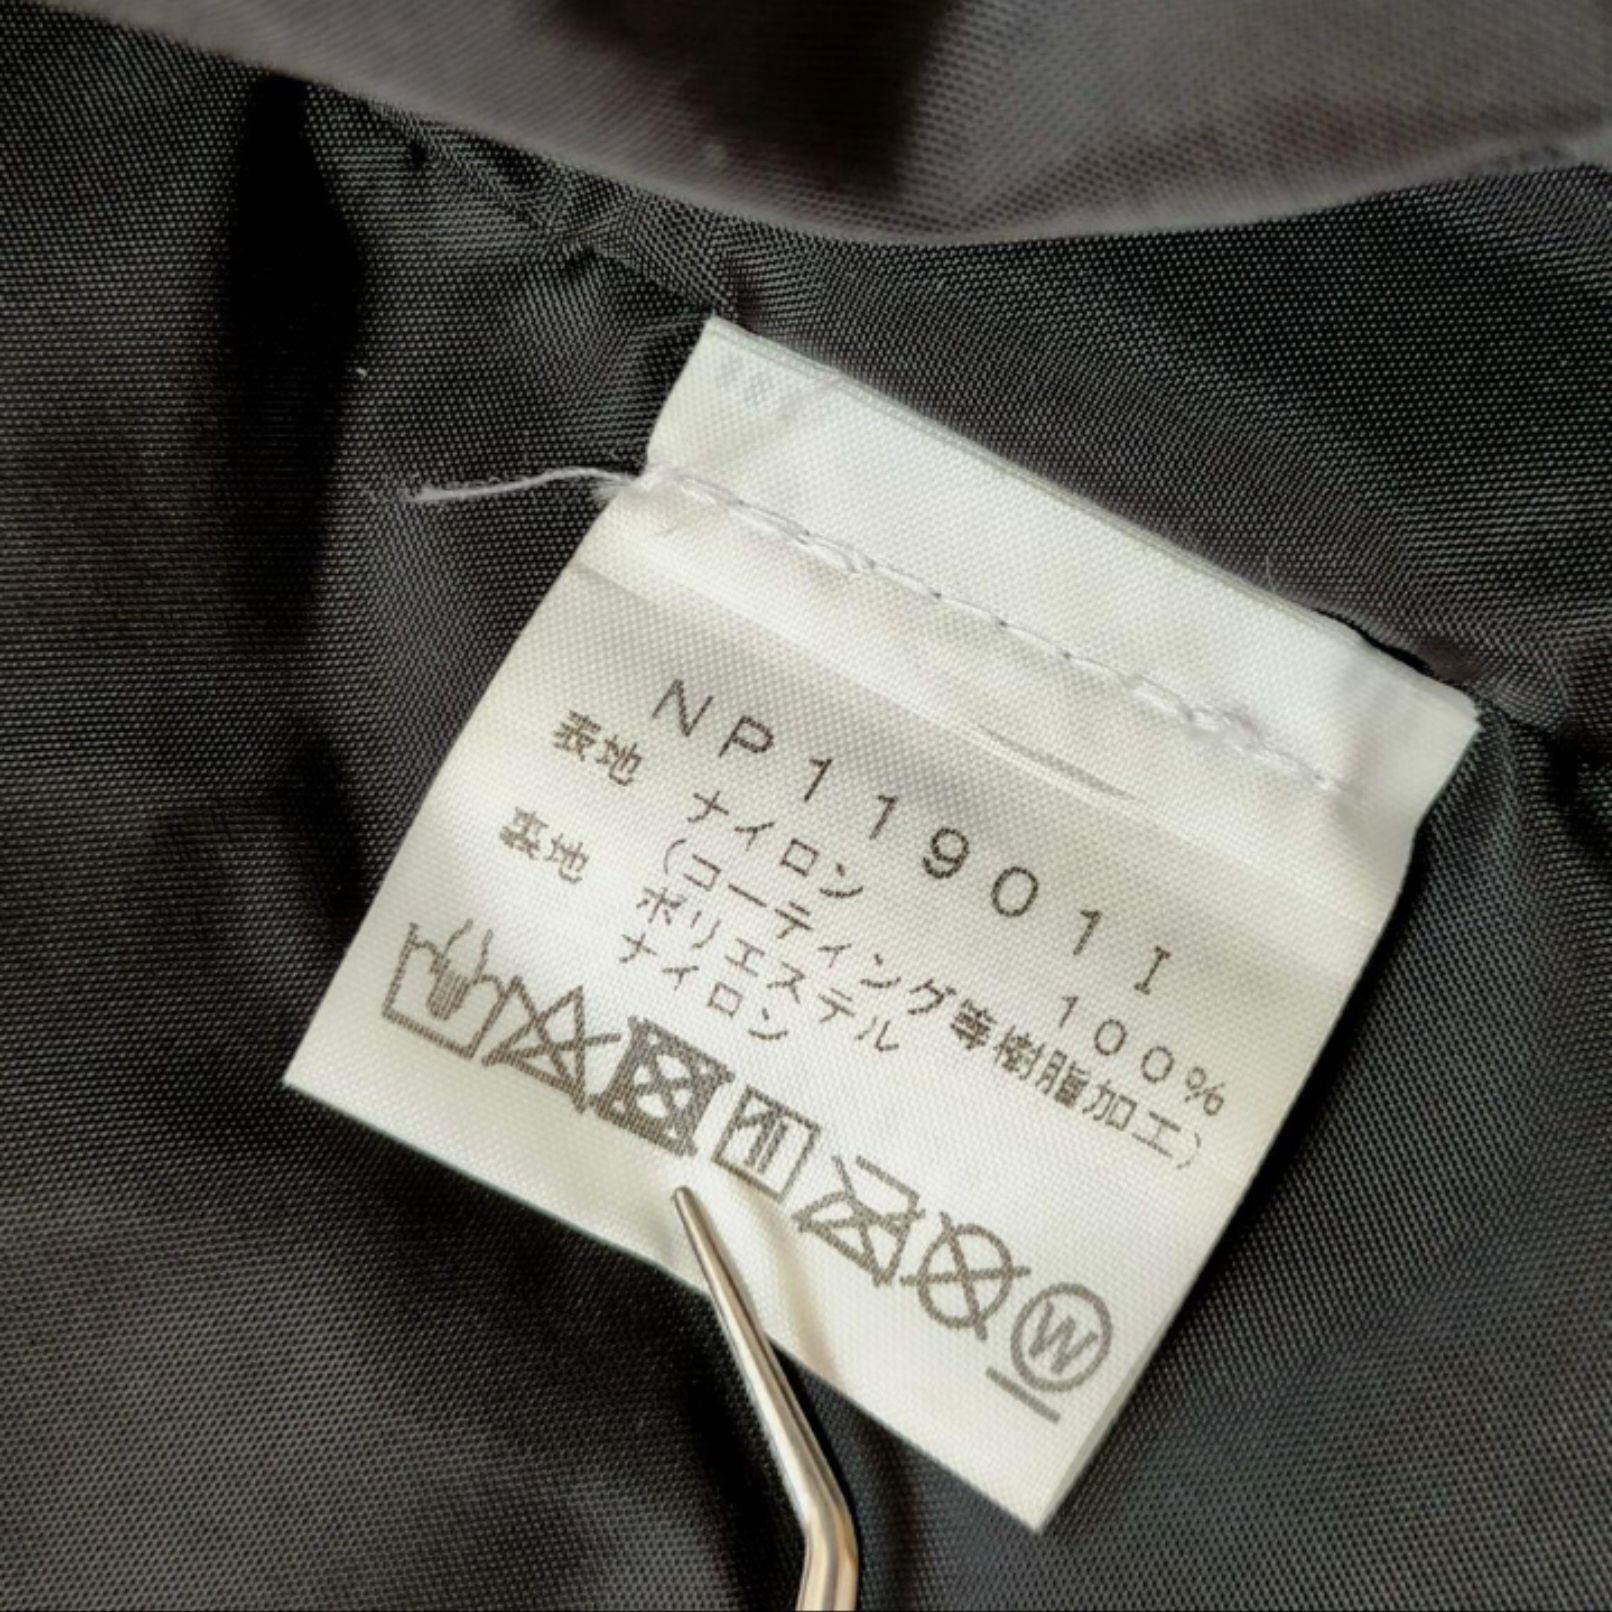 NP11901I
表地 ナイロン 100%
(コーティング等樹脂加工)
裏地 ポリエステル
ナイロン
W